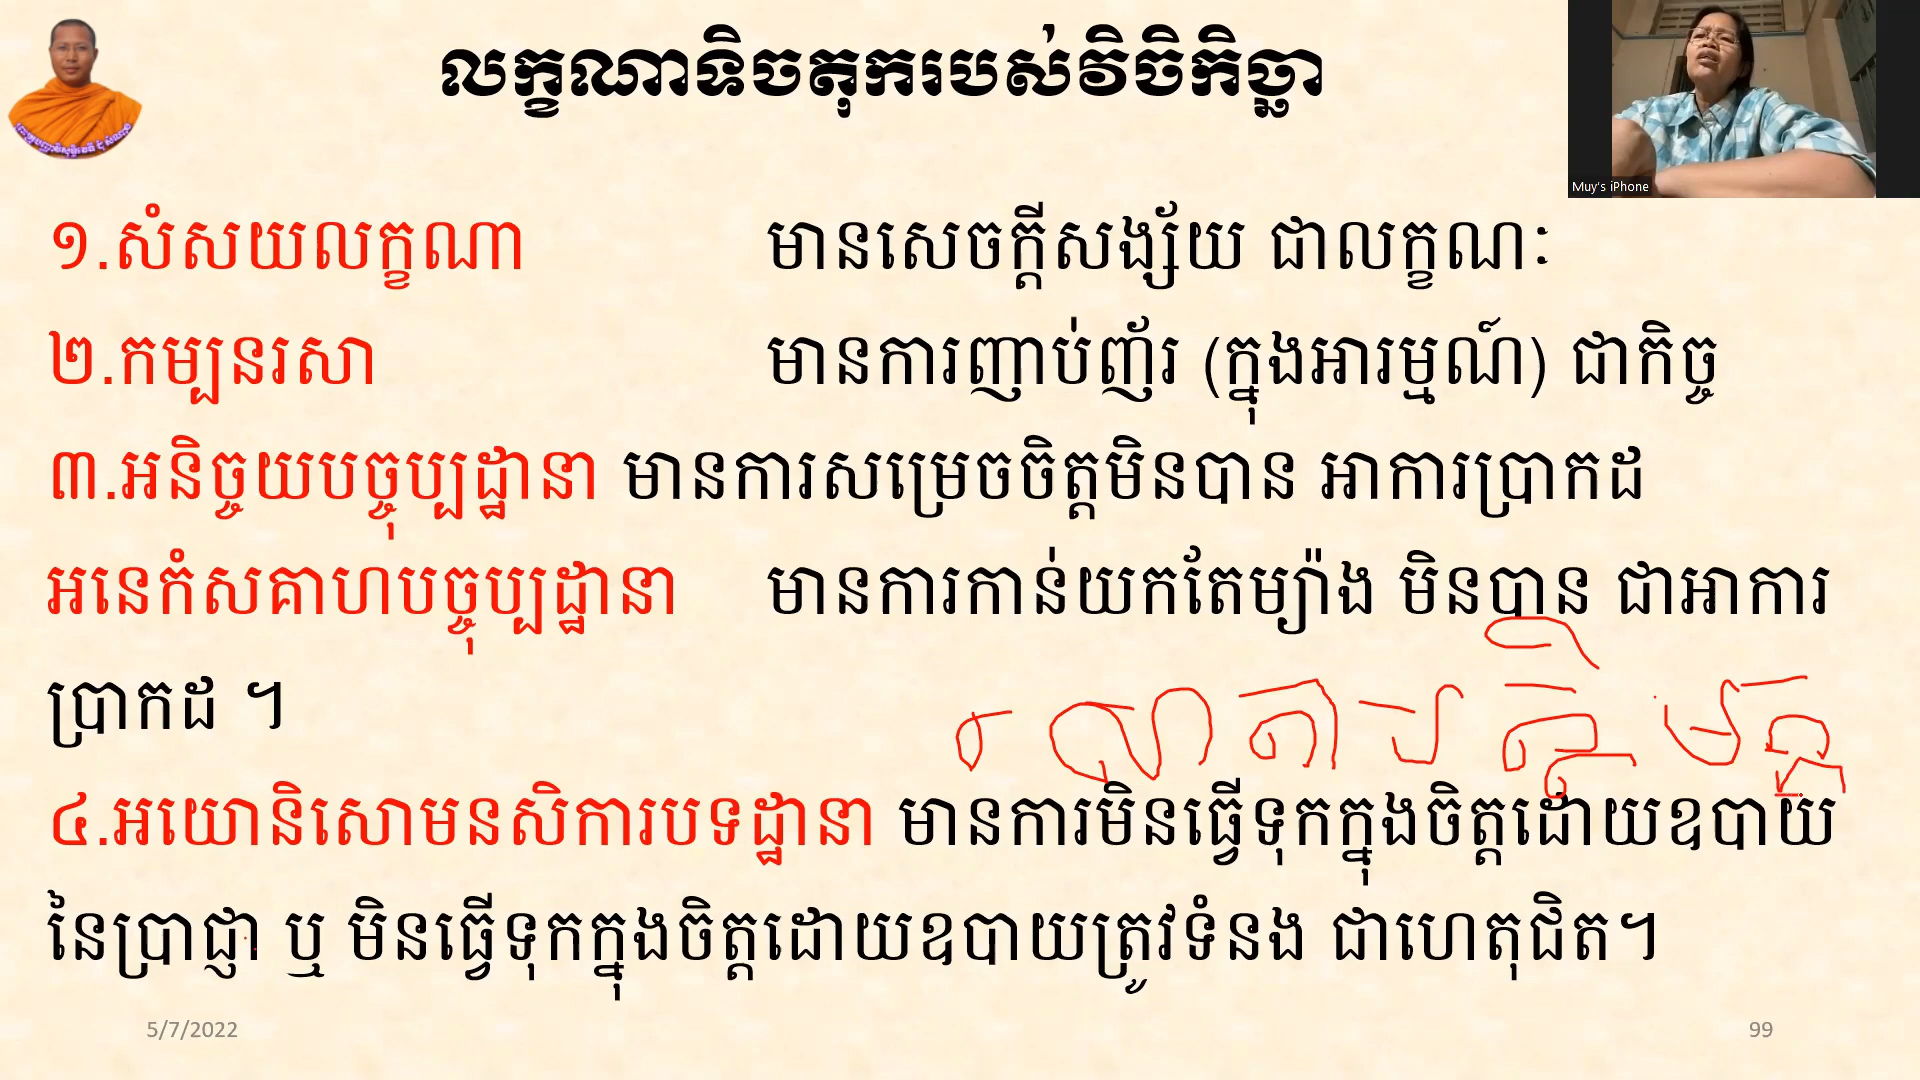 លក្ខណាទិចតុករបស់វិចិកិច្ឆា
Muy's iPhone
១.សំសយលក្ខណា មានសេចក្តីសង្ស័យ ជាលក្ខណៈ
២.កម្បនរសា មានការញាប់ញ័រ (ក្នុងអារម្មណ៍) ជាកិច្ច
៣.អនិច្ចយបច្ចុប្បដ្ឋានា មានការសម្រេចចិត្តមិនបាន អាការប្រាកដ
អនេកំសគាហបច្ចុប្បដ្ឋានា មានការកាន់យកតែម្យ៉ាង មិនបាន ជាអាការ
ប្រាកដ ។
៤.អយោនិសោមនសិការបទដ្ឋានា មានការមិនធ្វើទុកក្នុងចិត្តដោយឧបាយ
នៃប្រាជ្ញា ឬ មិនធ្វើទុកក្នុងចិត្តដោយឧបាយត្រូវទំនង ជាហេតុជិត។
5/7/2022
99